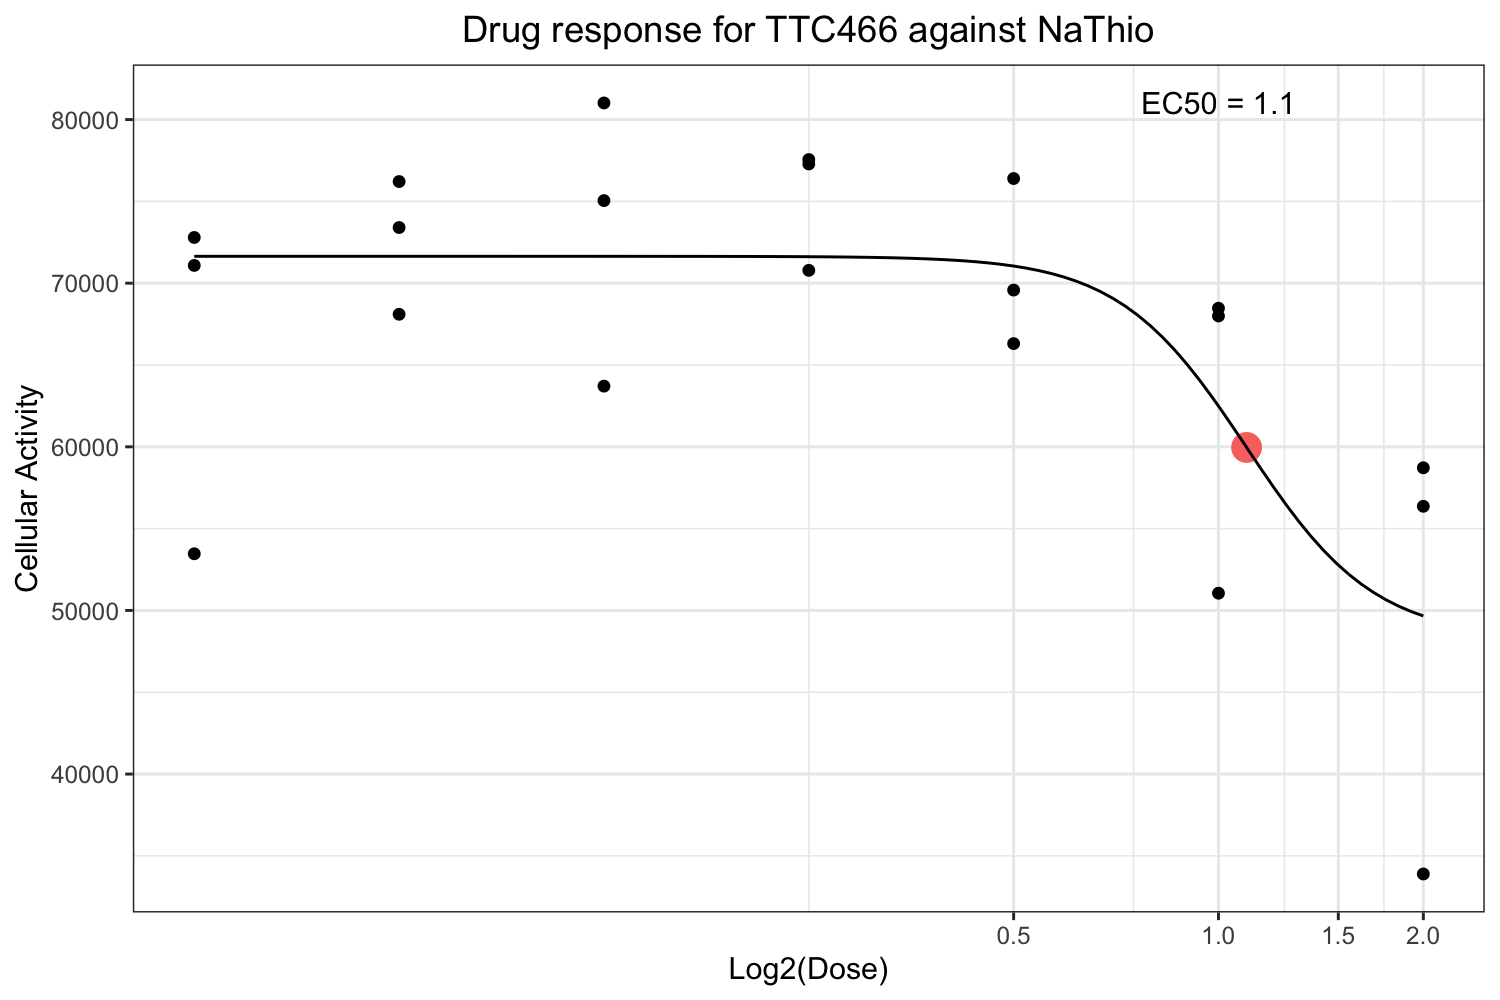 Drug response for TTC466 against NaThio
EC50 = 1.1
Cellular Activity
80000
70000
60000
50000
40000
0.5 1.0 1.5 2.0
Log2(Dose)